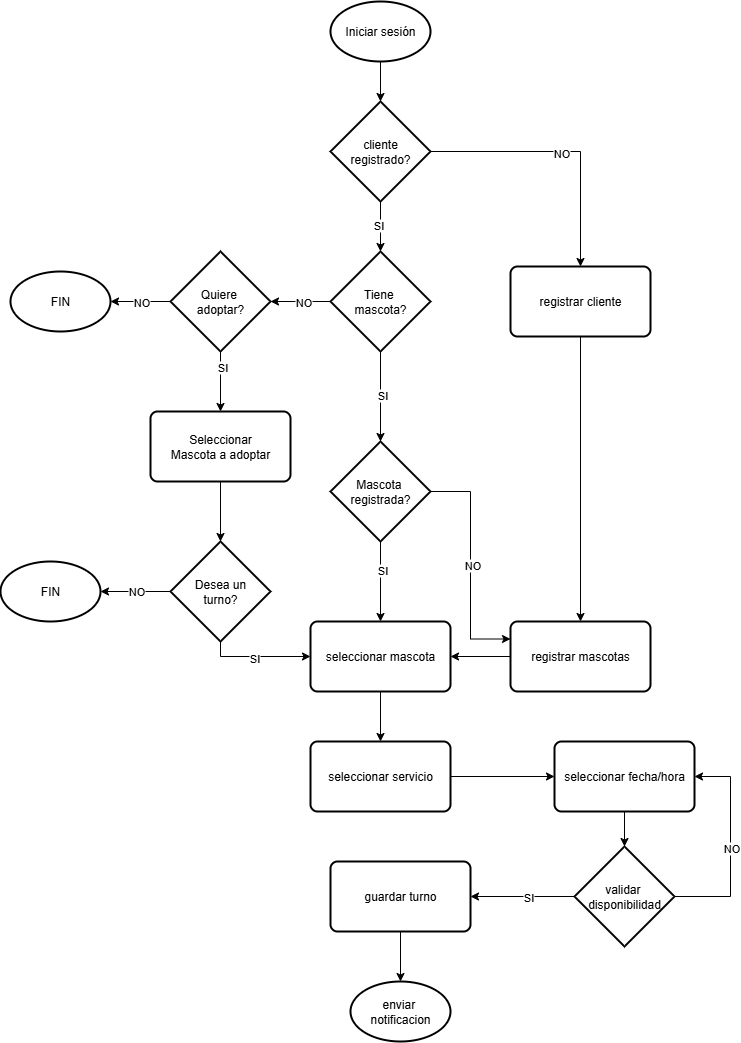 Iniciar sesión
cliente
registrado?
NO
SI
FIN
NO
Quiere
adoptar?
NO
Tiene
mascota?
registrar cliente
SI
SI
Seleccionar
Mascota a adoptar
Mascota
registrada?
NO
SI
FIN
NO
Desea un
turno?
SI
seleccionar mascota
registrar mascotas
seleccionar servicio
seleccionar fecha/hora
NO
guardar turno
SI
validar
disponibilidad
enviar
notificacion